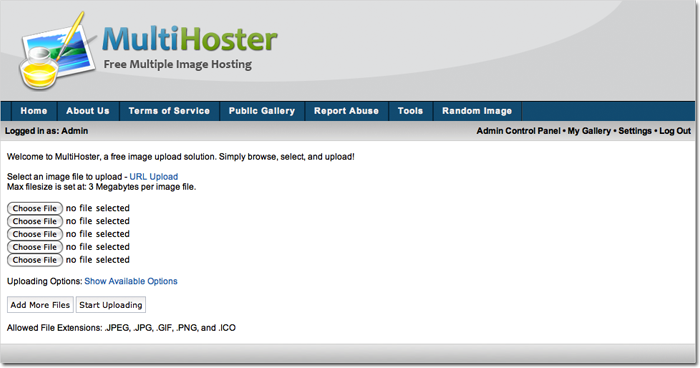 MultiHoster
Free Multiple Image Hosting
Home About Us Terms of Service Public Gallery Report Abuse Tools Random Image
Logged in as: Admin Admin Control Panel • My Gallery • Settings • Log Out
Welcome to MultiHoster, a free image upload solution. Simply browse, select, and upload!
Select an image file to upload - URL Upload
Max filesize is set at: 3 Megabytes per image file.
Choose File no file selected
Choose File no file selected
Choose File no file selected
Choose File no file selected
Choose File no file selected
Uploading Options: Show Available Options
Add More Files Start Uploading
Allowed File Extensions: .JPEG, .JPG, .GIF, .PNG, and .ICO